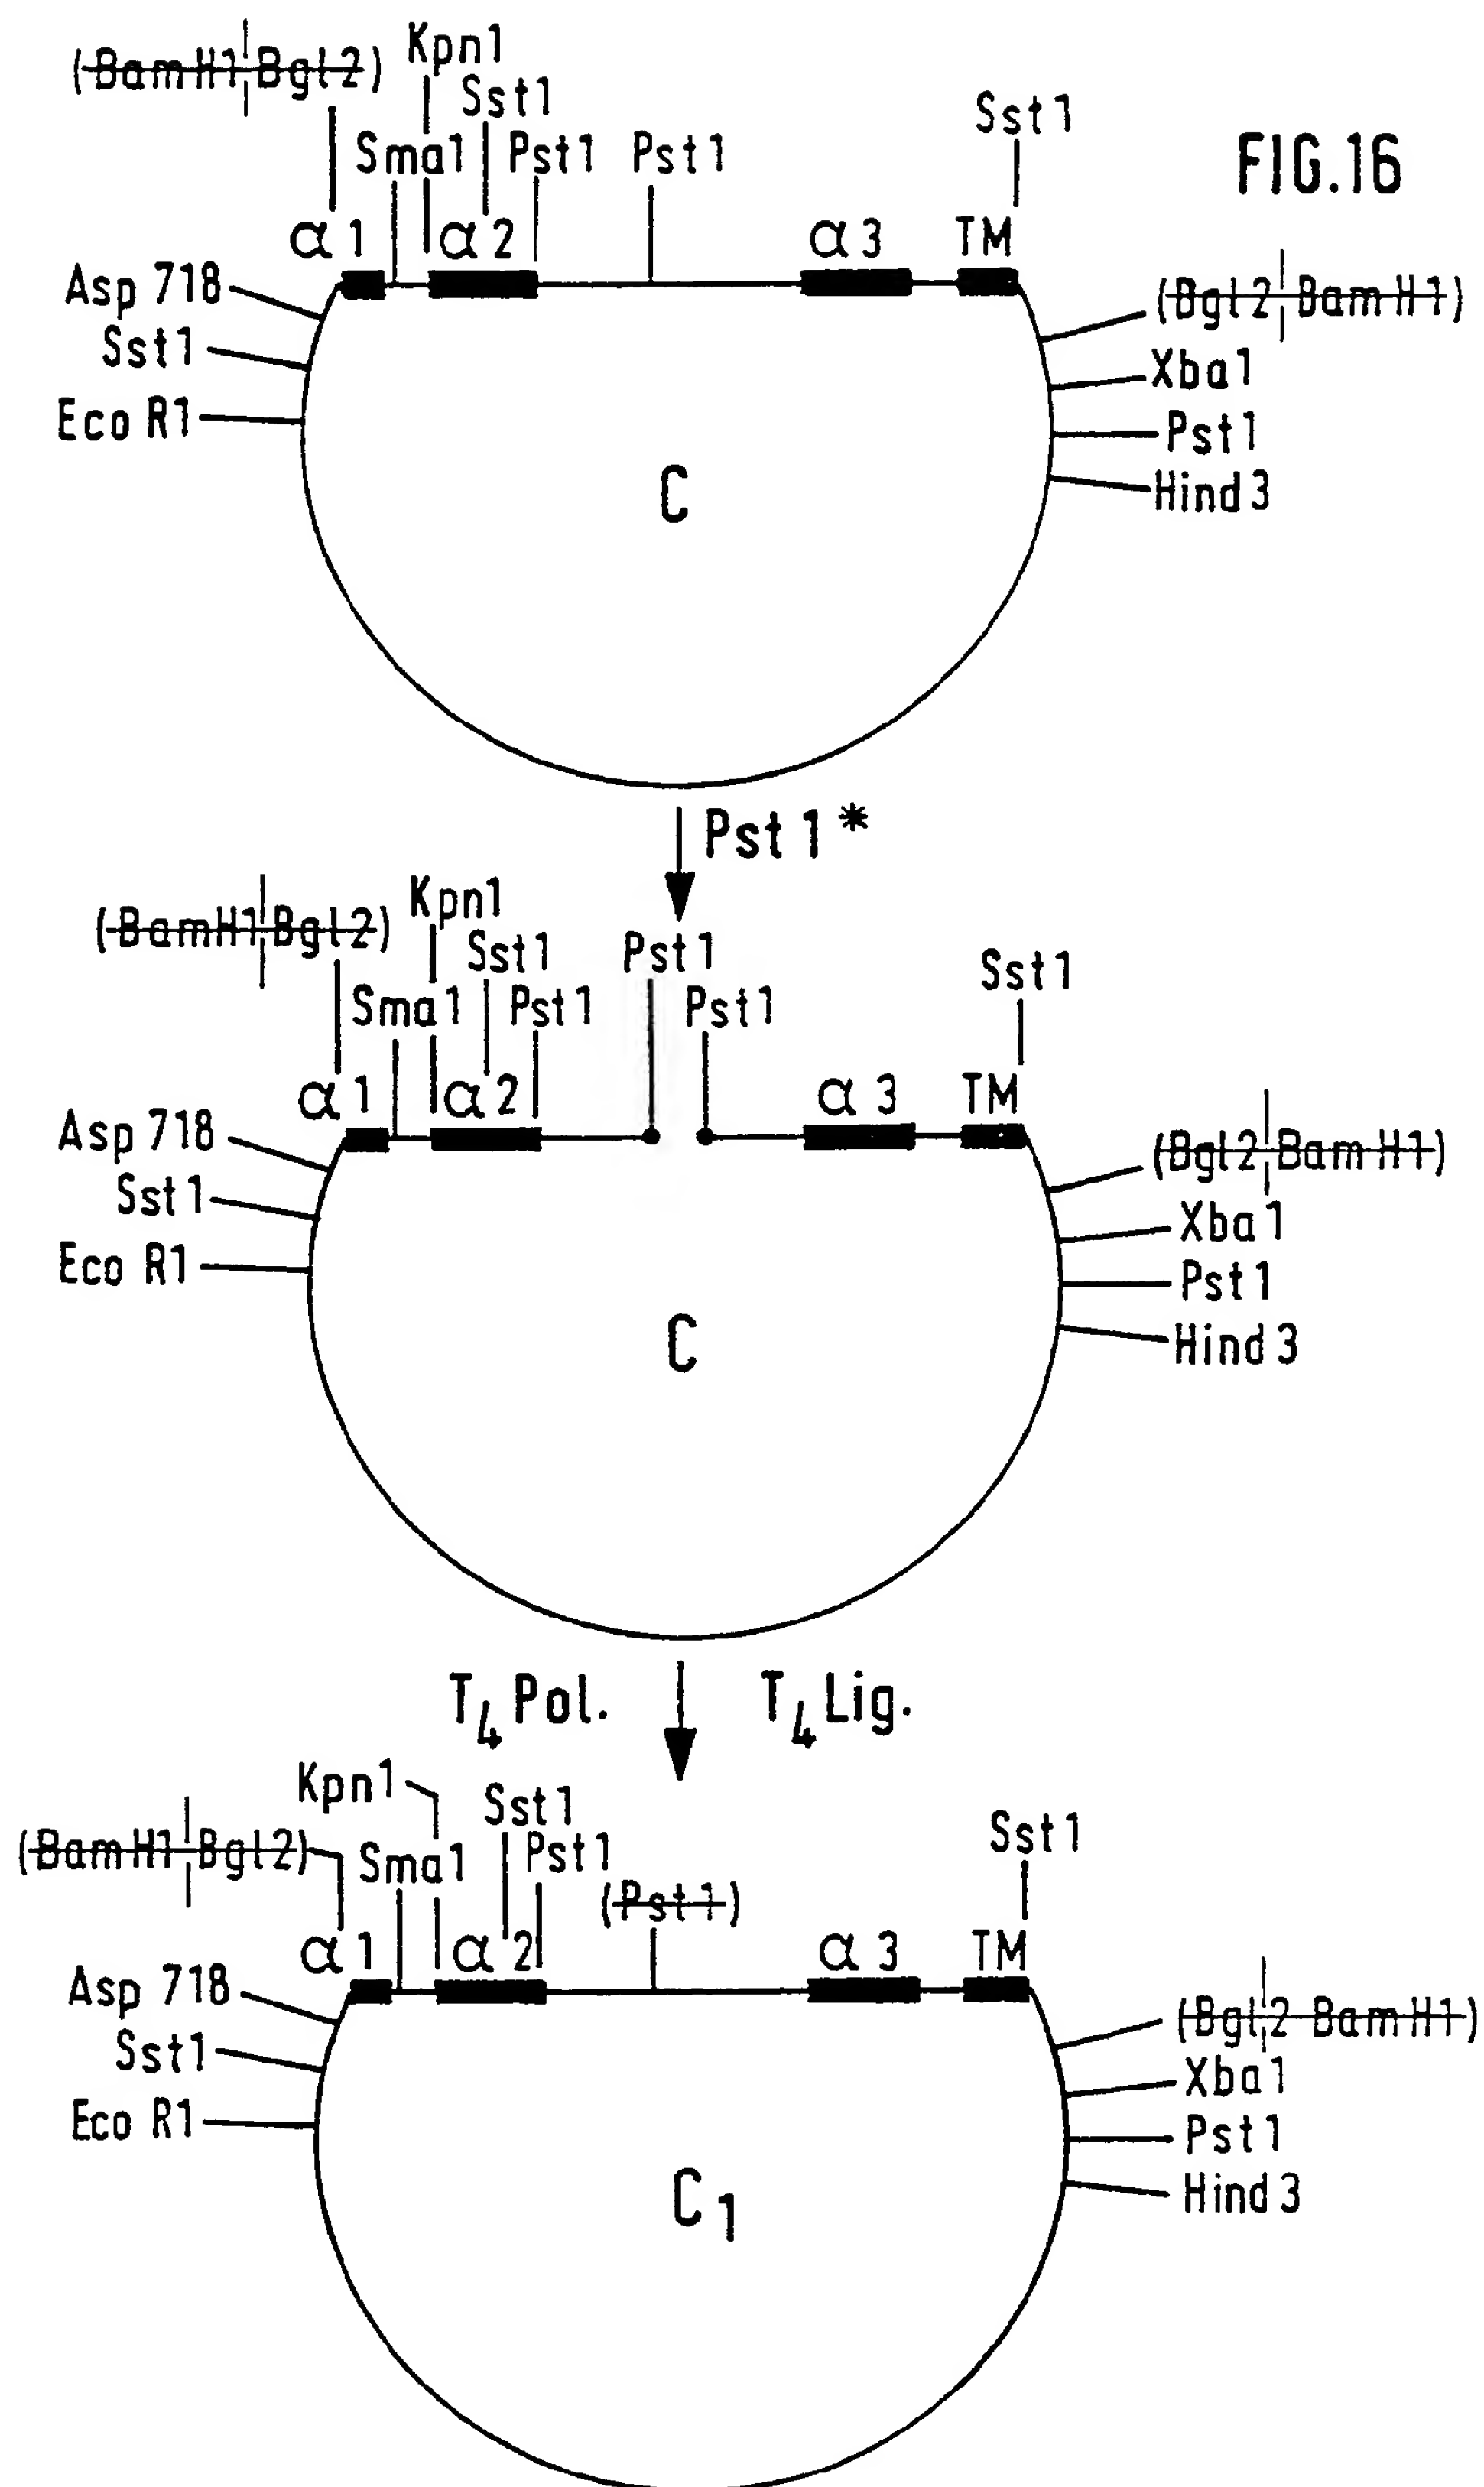 FIG.16
(BamH1 Bgl2)
Kpn1
Sst1
Sma1
Pst1
Pst1
Sst1
α1
α2
α3
TM
Asp 718
Sst1
Eco R1
(Bgl2 BamH1)
Xba1
Pst1
Hind3
C
Pst 1*
(BamH1 Bgl2)
Kpn1
Sst1
Sma1
Pst1
Pst1
Pst1
Sst1
α1
α2
α3
TM
Asp 718
Sst1
Eco R1
(Bgl2 BamH1)
Xba1
Pst1
Hind3
C
T4 Pol.
T4 Lig.
Kpn1
(BamH1 Bgl2)
Sst1
Sma1
Pst1
(Pst1)
Sst1
α1
α2
α3
TM
Asp 718
Sst1
Eco R1
(Bgl2 BamH1)
Xba1
Pst1
Hind3
C1